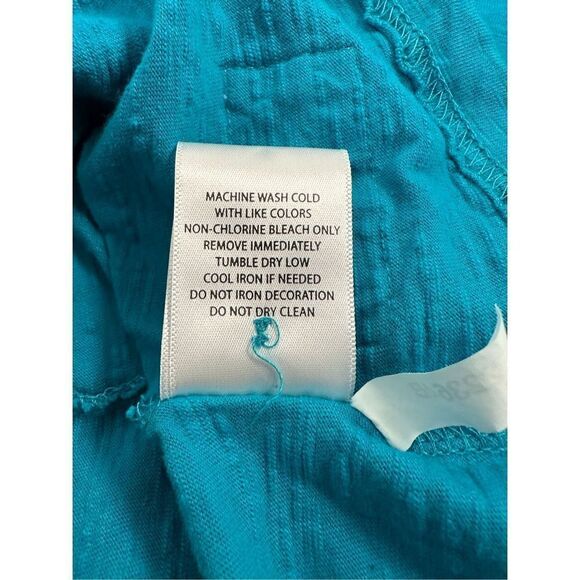 MACHINE WASH COLD
WITH LIKE COLORS
NON-CHLORINE BLEACH ONLY
REMOVE IMMEDIATELY
TUMBLE DRY LOW
COOL IRON IF NEEDED
DO NOT IRON DECORATION
DO NOT DRY CLEAN